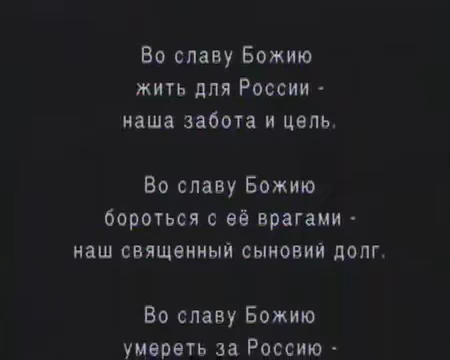 Во славу Божию
жить для России -
наша забота и цель.
Во славу Божию
бороться с её врагами -
наш священный сыновий долг.
Во славу Божию
умереть за Россию -